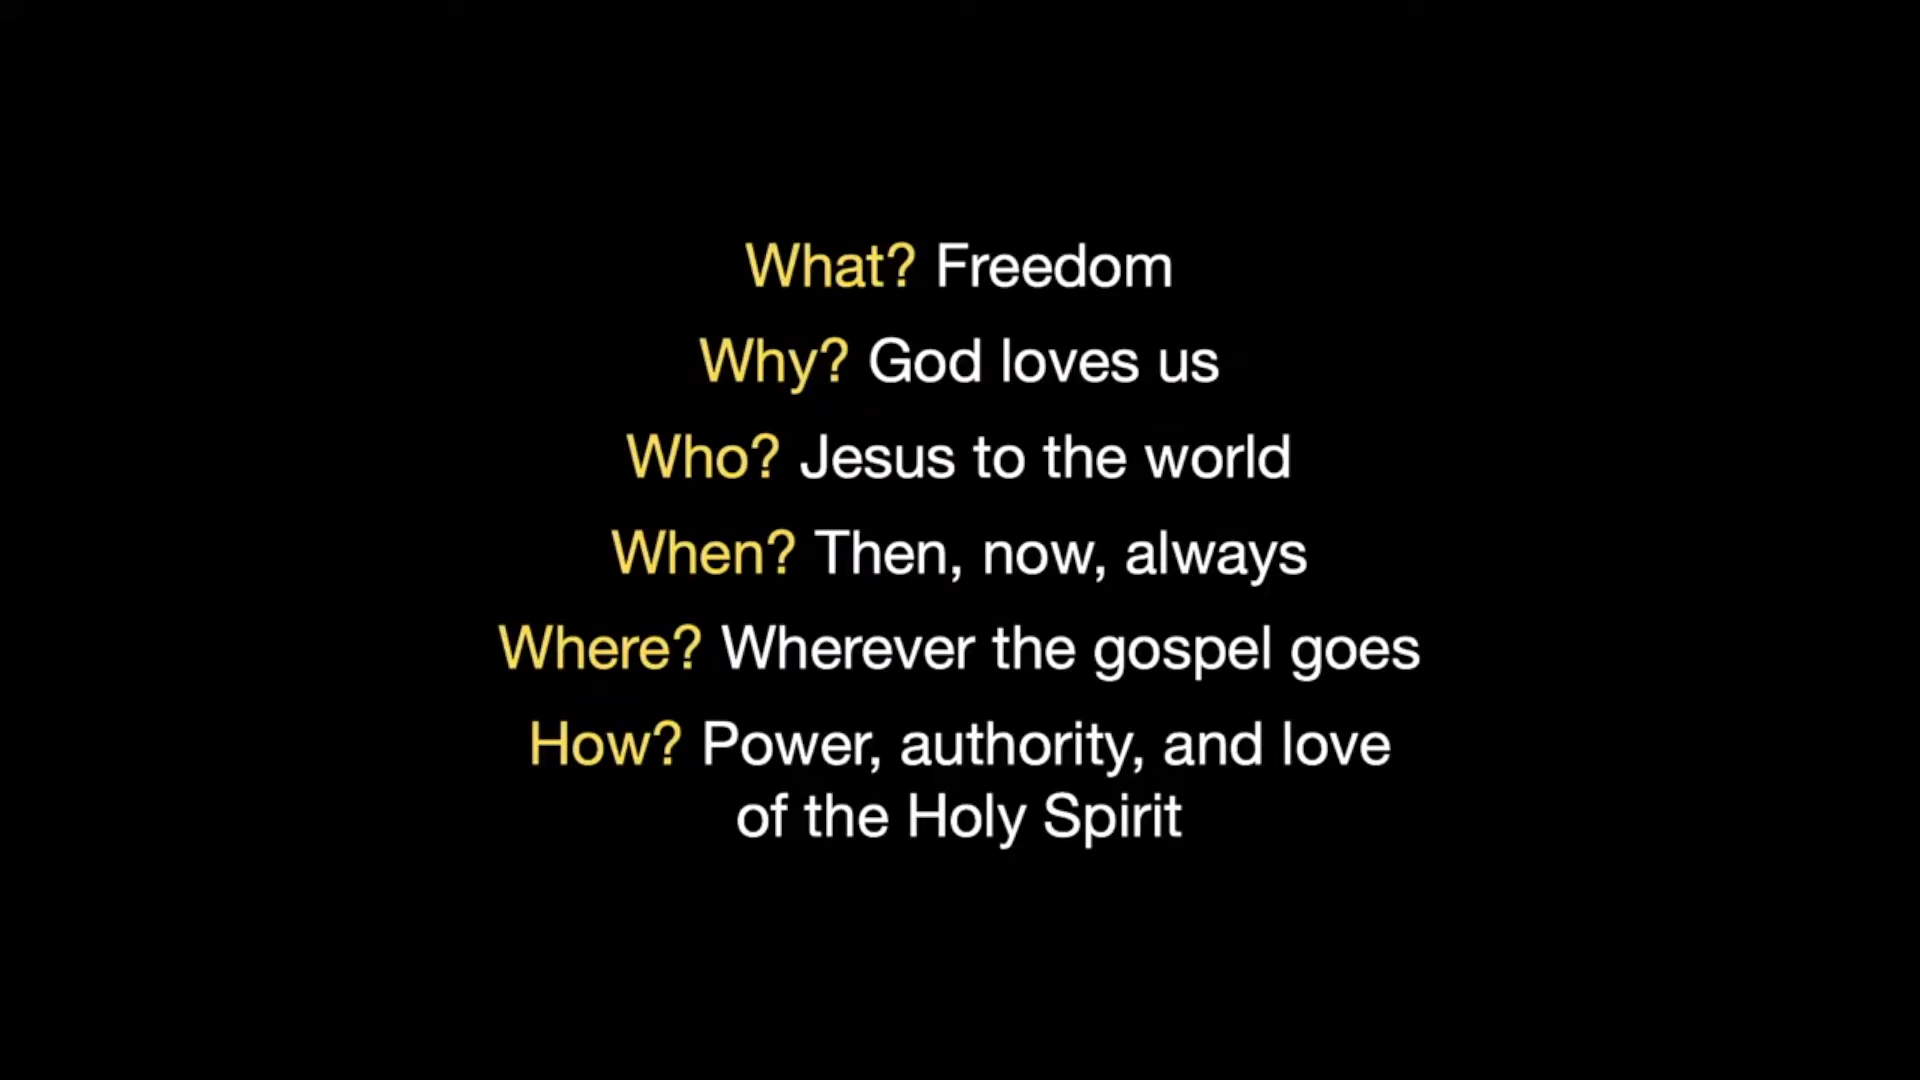 What? Freedom
Why? God loves us
Who? Jesus to the world
When? Then, now, always
Where? Wherever the gospel goes
How? Power, authority, and love
of the Holy Spirit